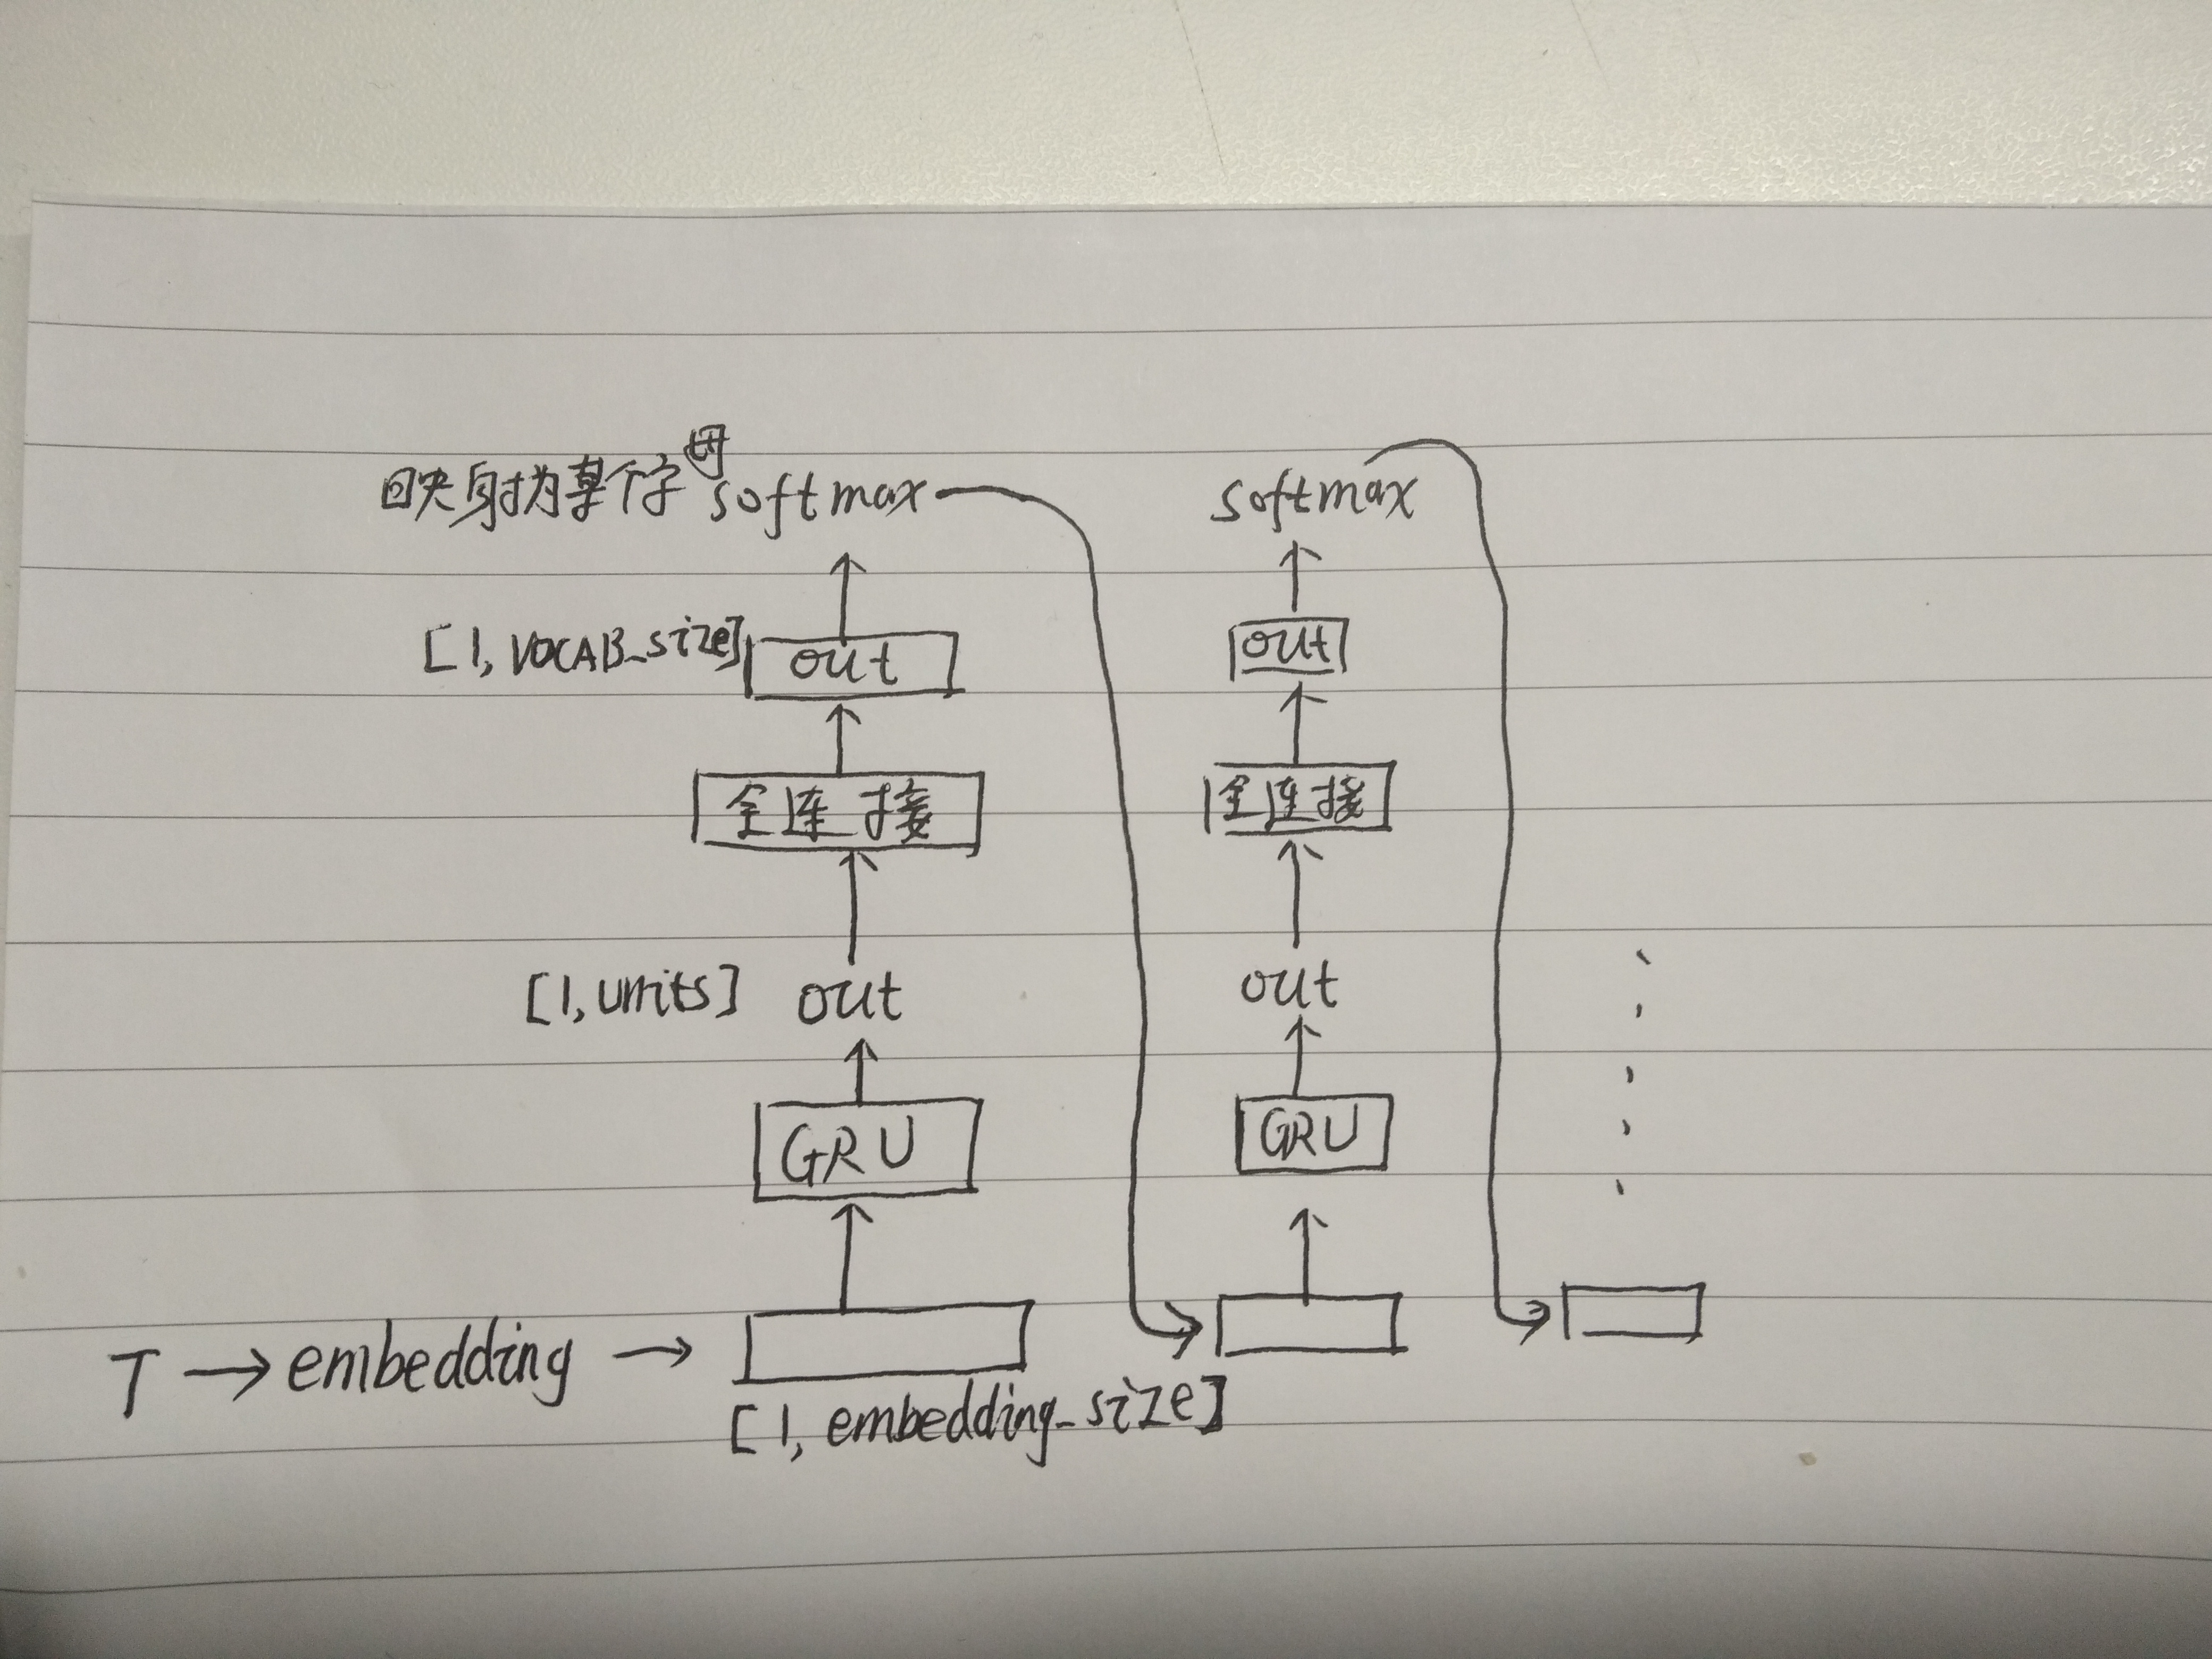 映射为某个字母 softmax
softmax
[1, VOCAB_size] out
out
全连接
全连接
[1, units] out
out
GRU
GRU
T → embedding →
[1, embedding_size]